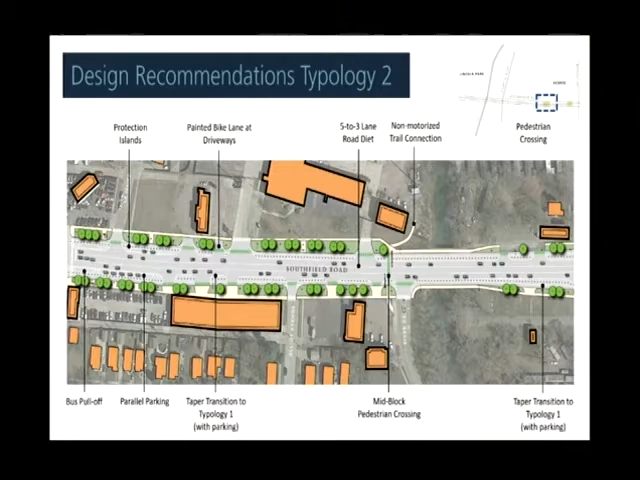 Design Recommendations Typology 2
LINCOLN PARK
Protection
Islands
Painted Bike Lane at
Driveways
5-to-3 Lane
Road Diet
Non-motorized
Trail Connection
Pedestrian
Crossing
SOUTHFIELD ROAD
Bus Pull-off
Parallel Parking
Taper Transition to
Typology 1
(with parking)
Mid-Block
Pedestrian Crossing
Taper Transition to
Typology 1
(with parking)